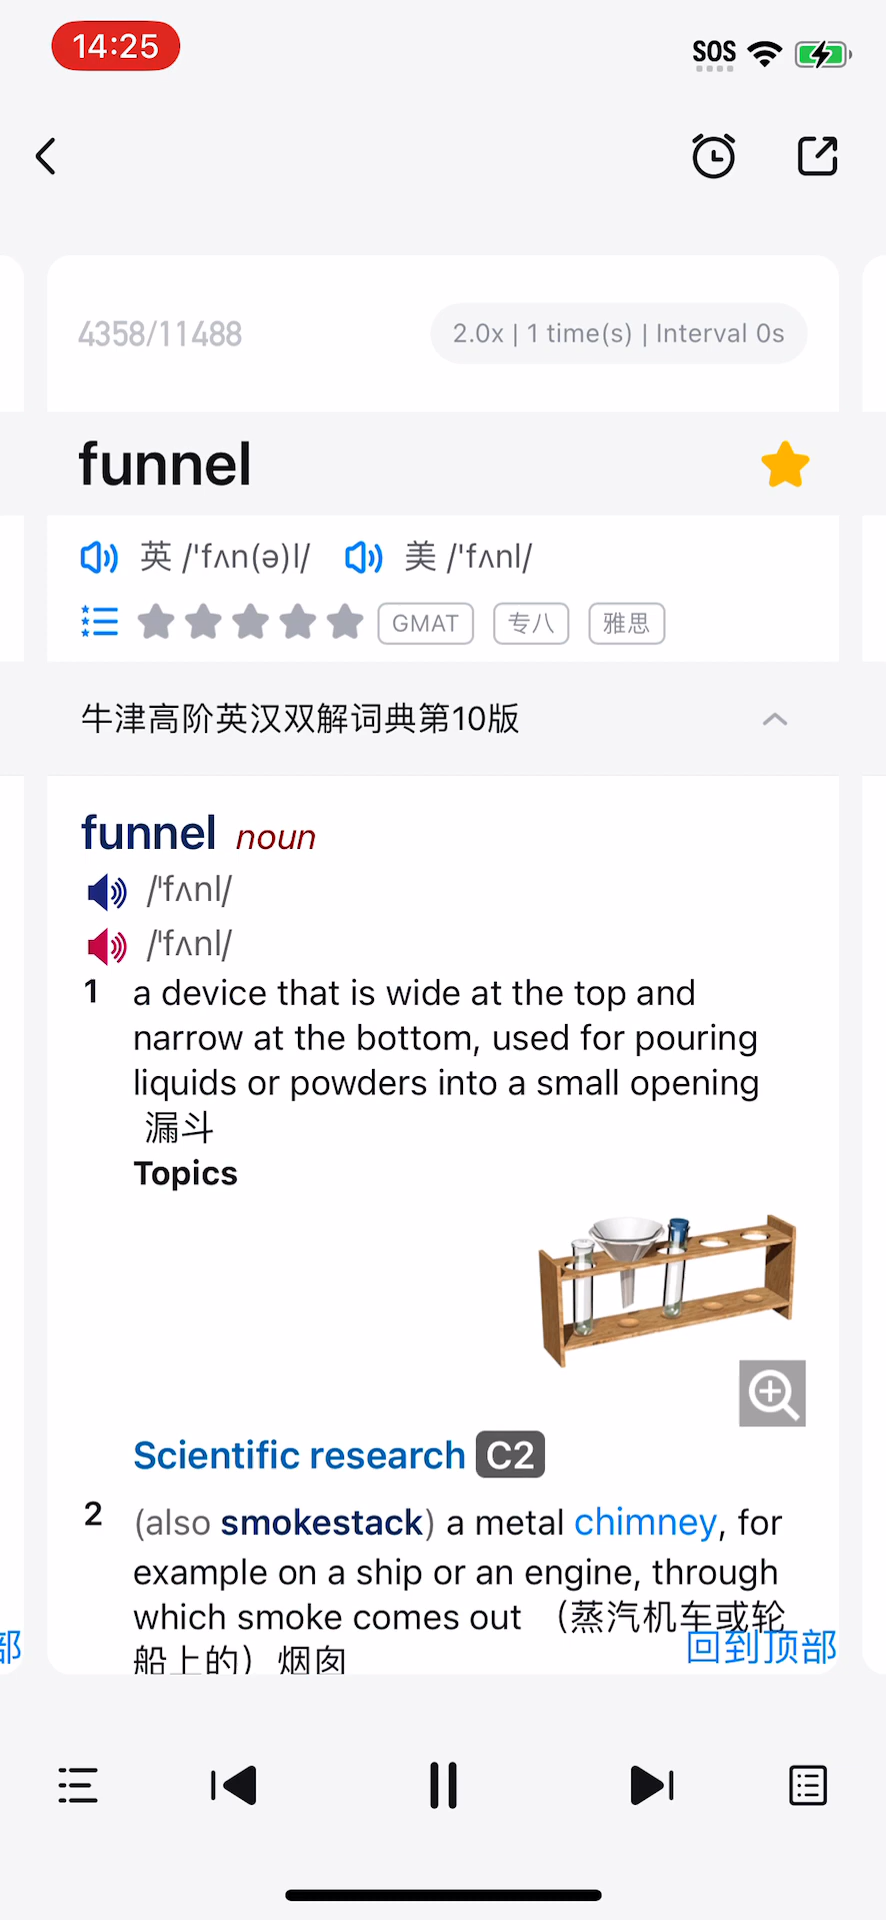 14:25
SOS
4358/11488
2.0x | 1 time(s) | Interval 0s
funnel
英 /'fʌn(ə)l/ 美 /'fʌnl/
GMAT 专八 雅思
牛津高阶英汉双解词典第10版
funnel noun
/ˈfʌnl/
/ˈfʌnl/
1 a device that is wide at the top and
narrow at the bottom, used for pouring
liquids or powders into a small opening
漏斗
Topics
Scientific research C2
2 (also smokestack) a metal chimney, for
example on a ship or an engine, through
which smoke comes out （蒸汽机车或轮
船上的）烟囱
部
回到顶部